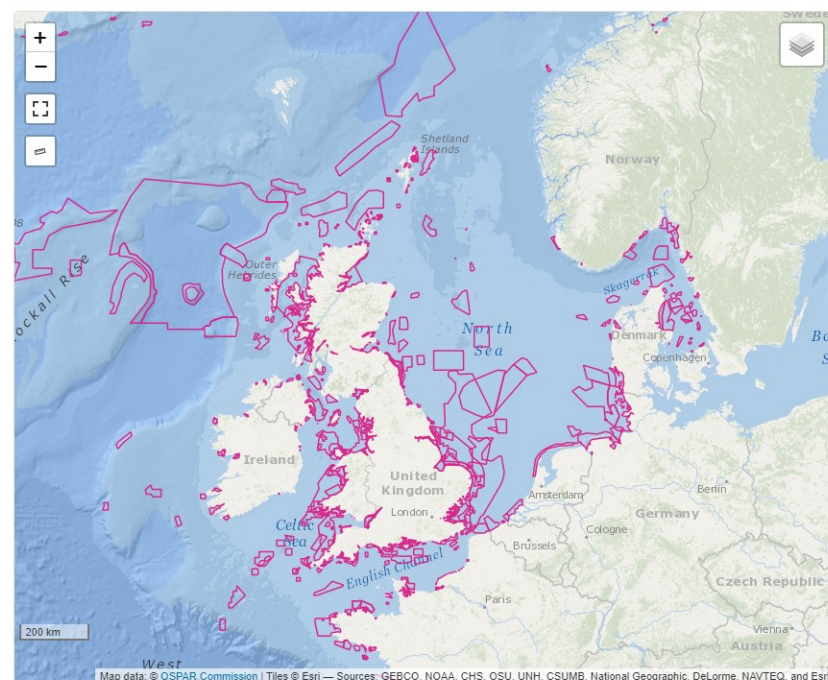 +
−
Swede
Shetland
Islands
Norway
08
Outer
Hebrides
Rockall Rise
Skagerrak
North
Sea
Denmark
Copenhagen
Ba
S
Ireland
United
Kingdom
London
Amsterdam
Berlin
Germany
Celtic
Sea
Brussels
Cologne
English Channel
Czech Republic
Paris
200 km
Vienna
Austria
West
Map data: © OSPAR Commission | Tiles © Esri — Sources: GEBCO, NOAA, CHS, OSU, UNH, CSUMB, National Geographic, DeLorme, NAVTEQ, and Esri